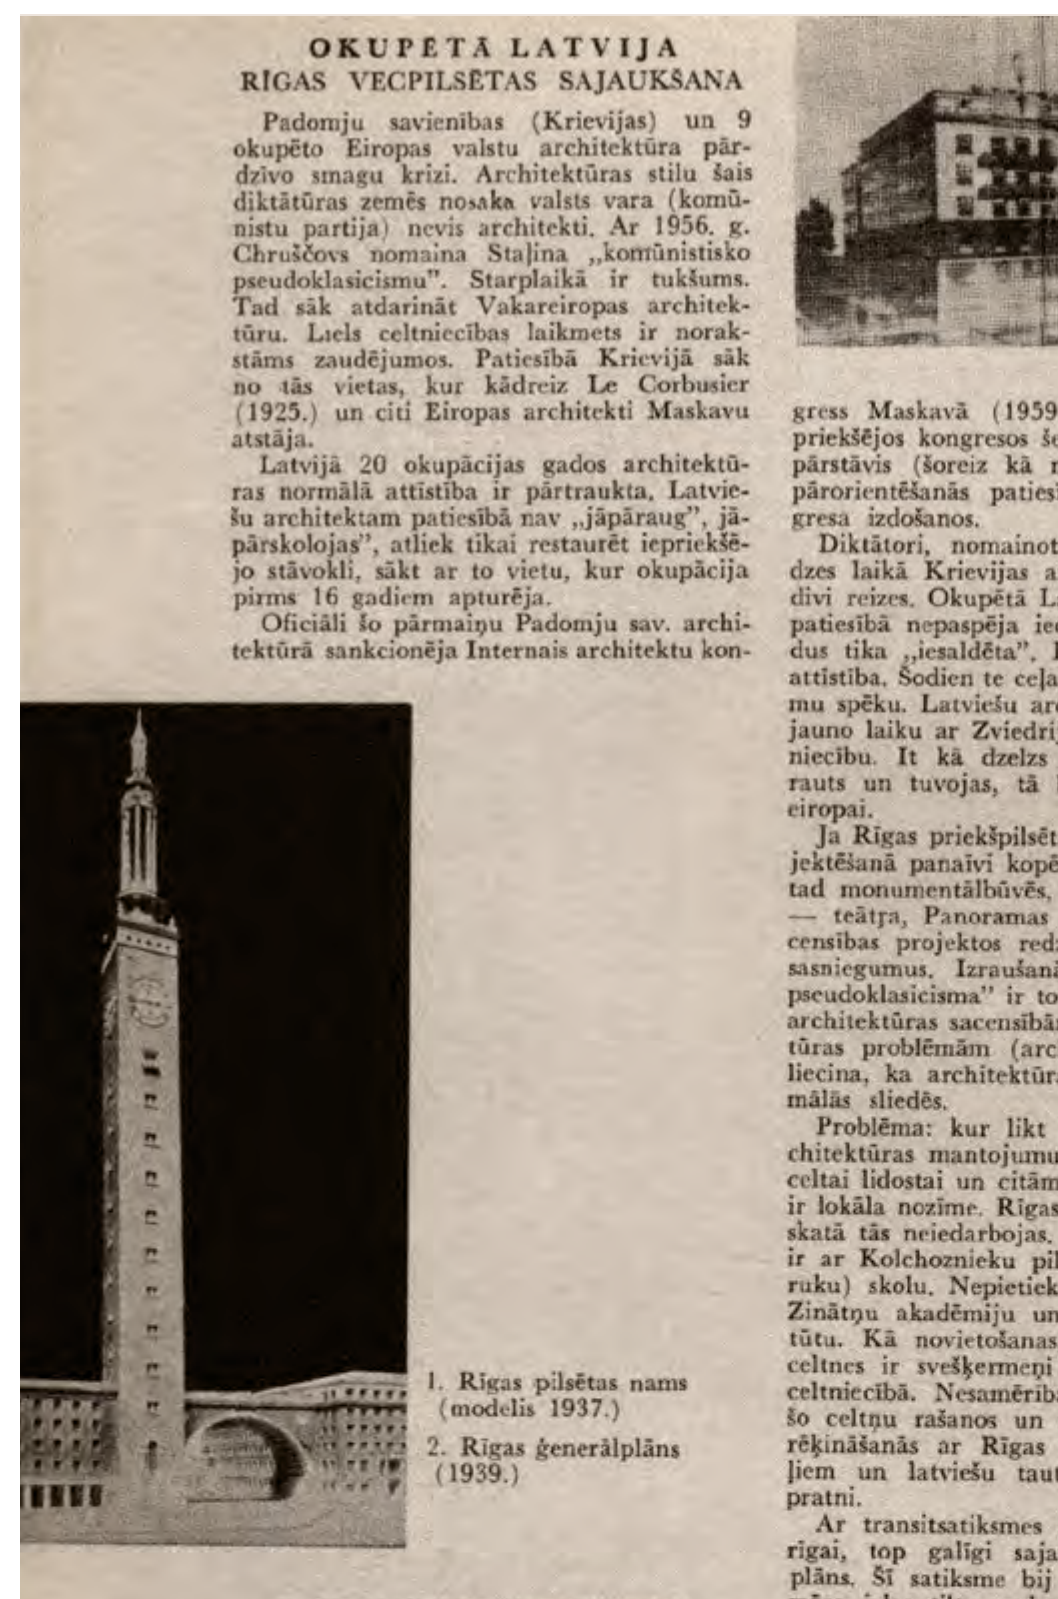 OKUPĒTĀ LATVIJA
RĪGAS VECPILSĒTAS SAJAUKŠANA
Padomju savienības (Krievijas) un 9
okupēto Eiropas valstu architektūra pār-
dzīvo smagu krizi. Architektūras stilu šais
diktātūras zemēs nosaka valsts vara (komū-
nistu partija) nevis architekti. Ar 1956. g.
Chruščovs nomaina Staļina „komūnistisko
pseudoklasicismu”. Starplaikā ir tukšums.
Tad sāk atdarināt Vakareiropas architek-
tūru. Liels celtniecības laikmets ir norak-
stāms zaudējumos. Patiesībā Krievijā sāk
no tās vietas, kur kādreiz Le Corbusier
(1925.) un citi Eiropas architekti Maskavu
atstāja.
Latvijā 20 okupācijas gados architektū-
ras normālā attīstība ir pārtraukta. Latvie-
šu architektam patiesībā nav „jāpāraug”, jā-
pārskolojas”, atliek tikai restaurēt iepriekšē-
jo stāvokli, sākt ar to vietu, kur okupācija
pirms 16 gadiem apturēja.
Oficiāli šo pārmaiņu Padomju sav. archi-
tektūrā sankcionēja Internais architektu kon-
1. Rīgas pilsētas nams
(modelis 1937.)
2. Rīgas ģenerālplāns
(1939.)
gress Maskavā (1959
priekšējos kongresos še
pārstāvis (šoreiz kā
pārorientēšanās paties
gresa izdošanos.
Diktātori, nomainot
dzes laikā Krievijas a
divi reizes. Okupētā L
patiesībā nepaspēja ie
dus tika „iesaldēta”.
attīstība. Šodien te ceļa
mu spēku. Latviešu ar
jauno laiku ar Zviedri
niecību. It kā dzelzs
rauts un tuvojas, tā
eiropai.
Ja Rīgas priekšpilsēt
jektēšanā panaīvi kopē
tad monumentālbūvēs,
— teātŗa, Panoramas
censības projektos red
sasniegumus. Izraušan
pseudoklasicisma” ir to
architektūras sacensībā
tūras problēmām (arc
liecina, ka architektūr
mālās sliedēs.
Problēma: kur likt
chitektūras mantojumu
celtai lidostai un citām
ir lokāla nozīme. Rīgas
skatā tās neiedarbojas.
ir ar Kolchoznieku pil
ruku) skolu. Nepietiek
Zinātņu akadēmiju un
tūtu. Kā novietošanas
celtnes ir svešķermeņi
celtniecībā. Nesamērība
šo celtņu rašanos un
rēķināšanās ar Rīgas
ļiem un latviešu taut
pratni.
Ar transitsatiksmes
rīgai, top galīgi saja
plāns. Šī satiksme bij